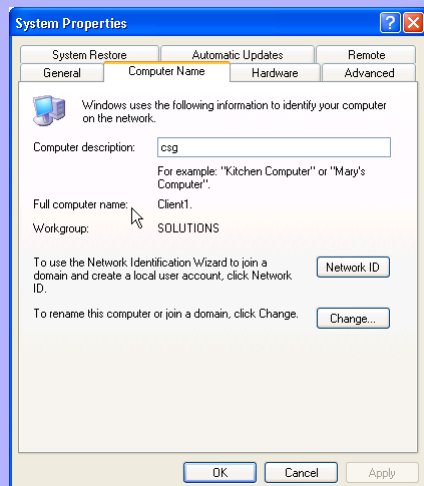 System Properties
System Restore Automatic Updates Remote
General Computer Name Hardware Advanced
Windows uses the following information to identify your computer
on the network.
Computer description: csg
For example: "Kitchen Computer" or "Mary's
Computer".
Full computer name: Client1.
Workgroup: SOLUTIONS
To use the Network Identification Wizard to join a
domain and create a local user account, click Network
ID.
Network ID
To rename this computer or join a domain, click Change.
Change...
OK Cancel Apply